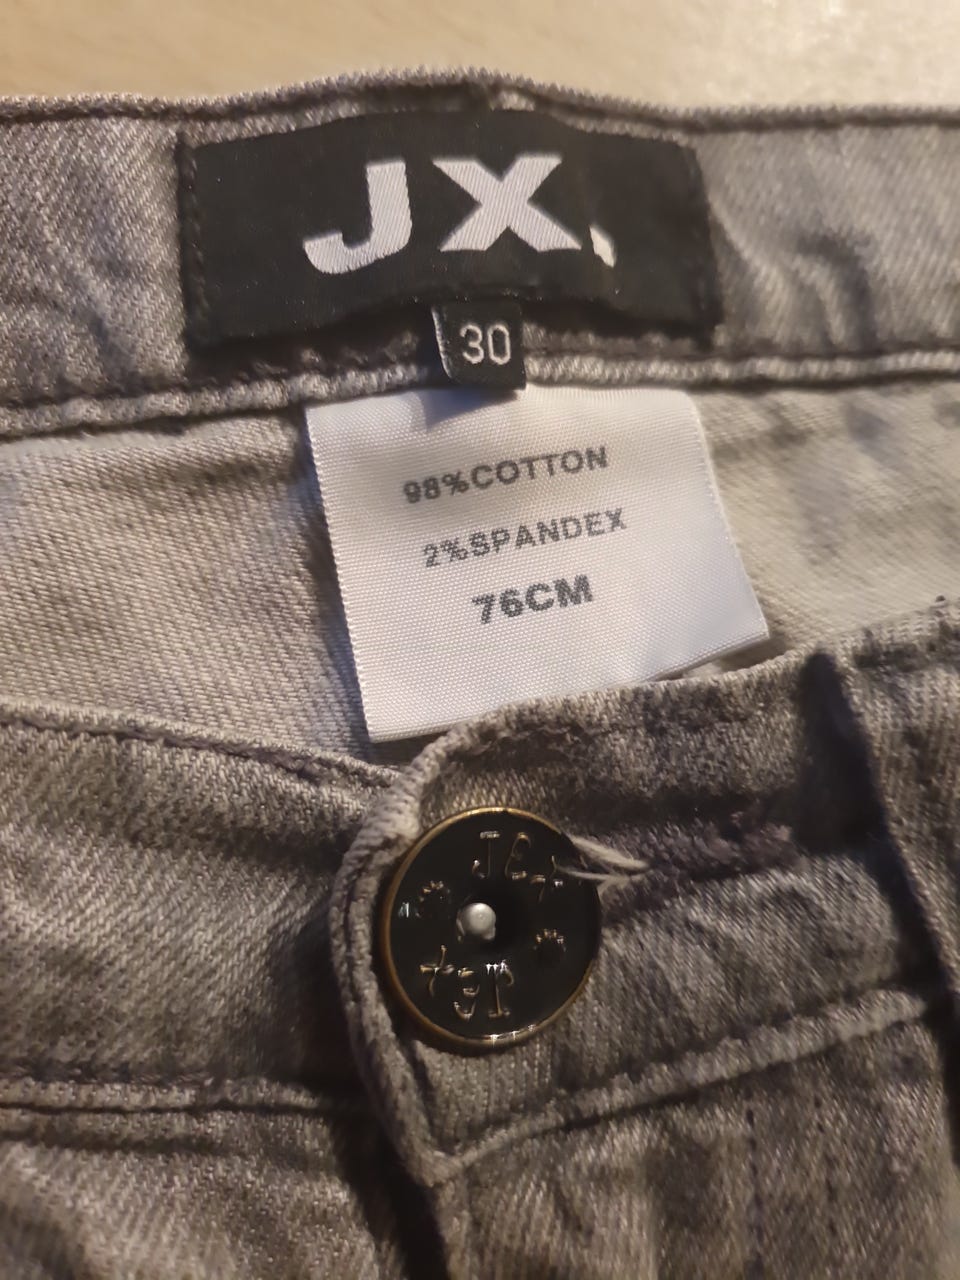 JX.
30
98%COTTON
2%SPANDEX
76CM